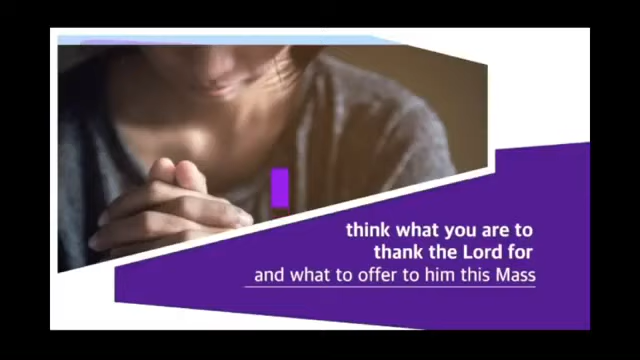 think what you are to
thank the Lord for
and what to offer to him this Mass